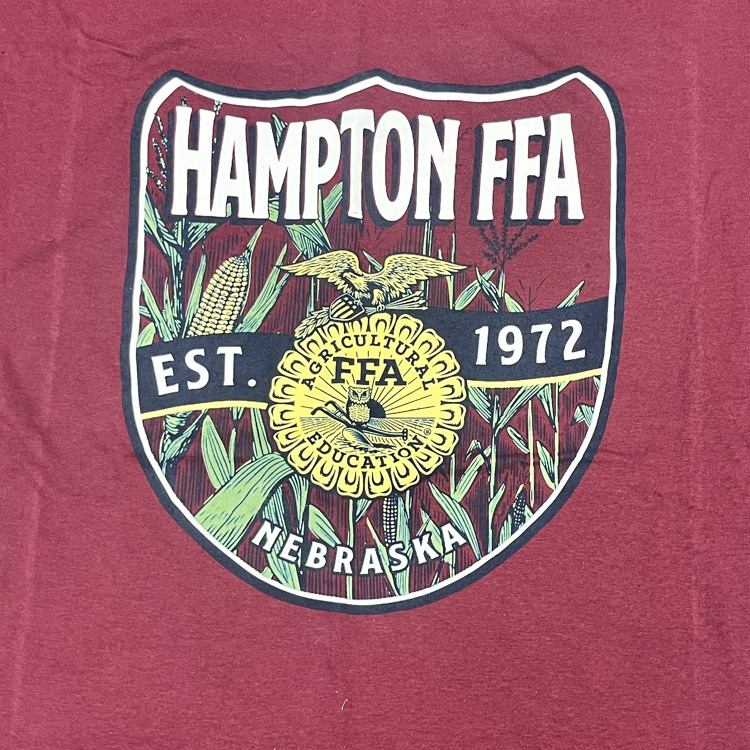 HAMPTON FFA
EST. 1972
AGRICULTURAL
FFA
EDUCATION®
NEBRASKA